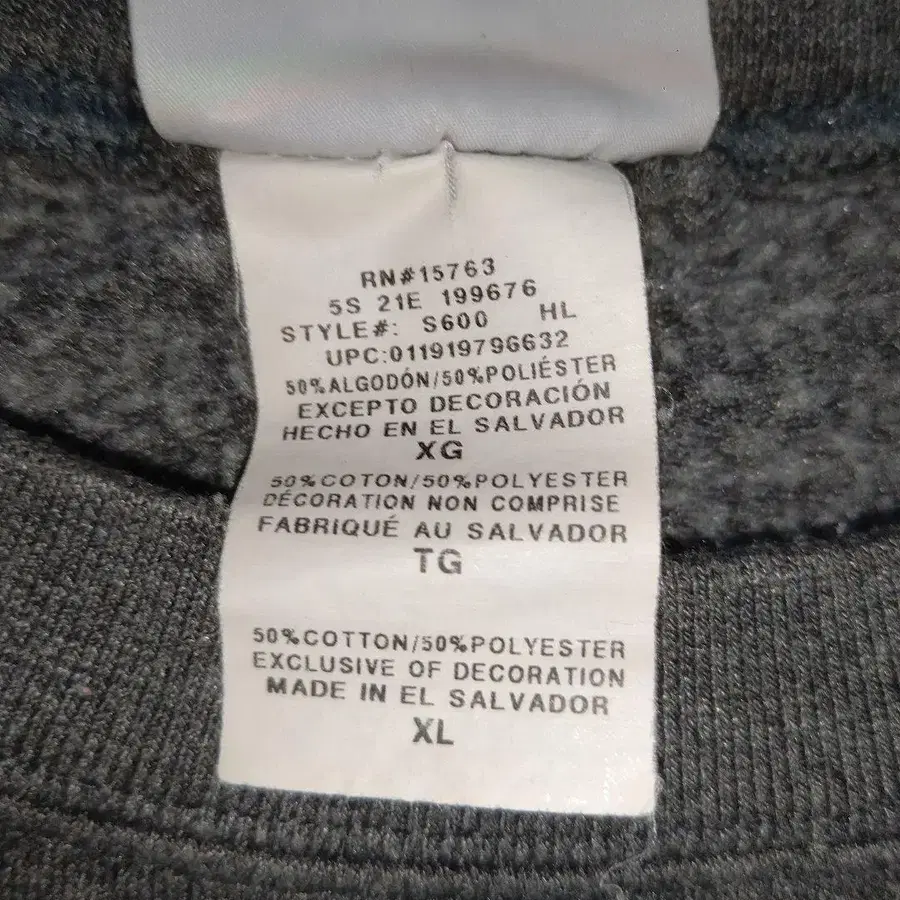 RN#15763
5S 21E 199676
STYLE#: S600 HL
UPC:011919796632
50%ALGODÓN/50%POLIÉSTER
EXCEPTO DECORACIÓN
HECHO EN EL SALVADOR
XG
50%COTON/50%POLYESTER
DÉCORATION NON COMPRISE
FABRIQUÉ AU SALVADOR
TG
50%COTTON/50%POLYESTER
EXCLUSIVE OF DECORATION
MADE IN EL SALVADOR
XL